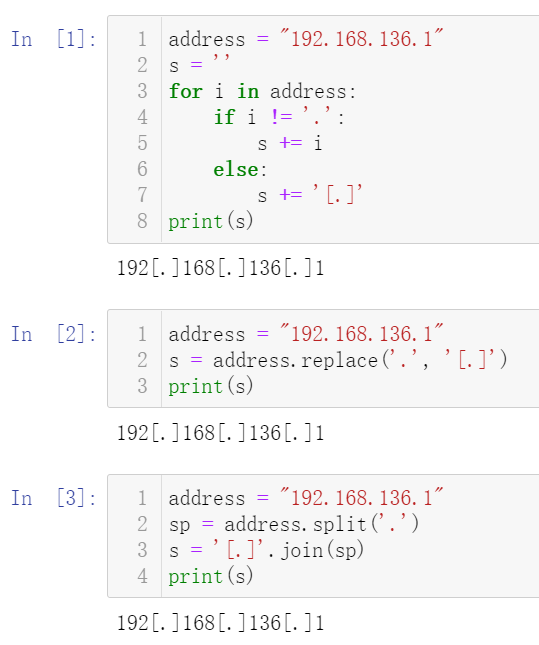 In [1]:
1 address = "192.168.136.1"
2 s = ''
3 for i in address:
4     if i != '.':
5         s += i
6     else:
7         s += '[.]'
8 print(s)
192[.]168[.]136[.]1
In [2]:
1 address = "192.168.136.1"
2 s = address.replace('.', '[.]')
3 print(s)
192[.]168[.]136[.]1
In [3]:
1 address = "192.168.136.1"
2 sp = address.split('.')
3 s = '[.]'.join(sp)
4 print(s)
192[.]168[.]136[.]1